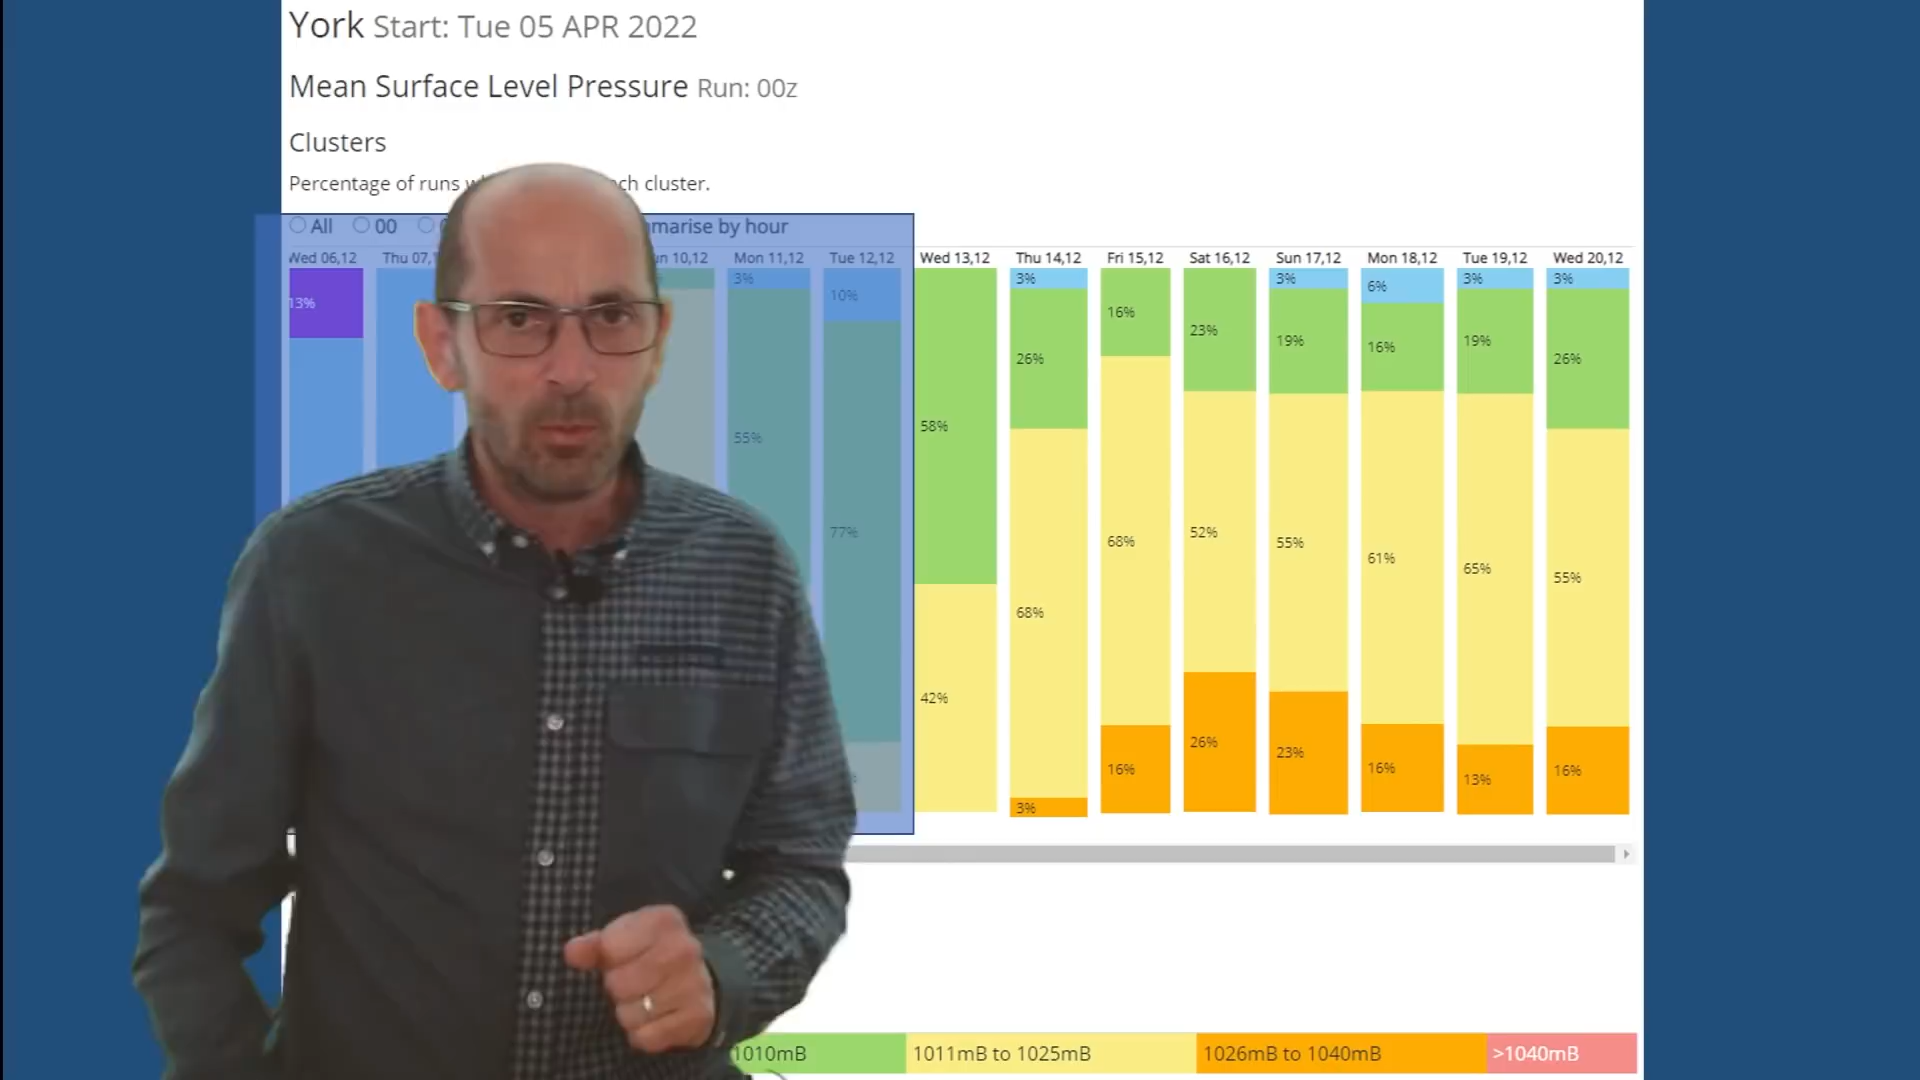 York Start: Tue 05 APR 2022
Mean Surface Level Pressure Run: 00z
Clusters
Percentage of runs cluster.
All 00 by hour
Wed 06,12 Thu 07, 10,12 Mon 11,12 Tue 12,12 Wed 13,12 Thu 14,12 Fri 15,12 Sat 16,12 Sun 17,12 Mon 18,12 Tue 19,12 Wed 20,12
3% 3% 3% 3% 3%
13% 10% 6%
16% 23% 19% 16% 19%
26% 26%
55% 58%
77% 68% 52% 55% 61% 65% 55%
68%
42%
16% 26% 23% 16% 13% 16%
3%
1010mB 1011mB to 1025mB 1026mB to 1040mB >1040mB